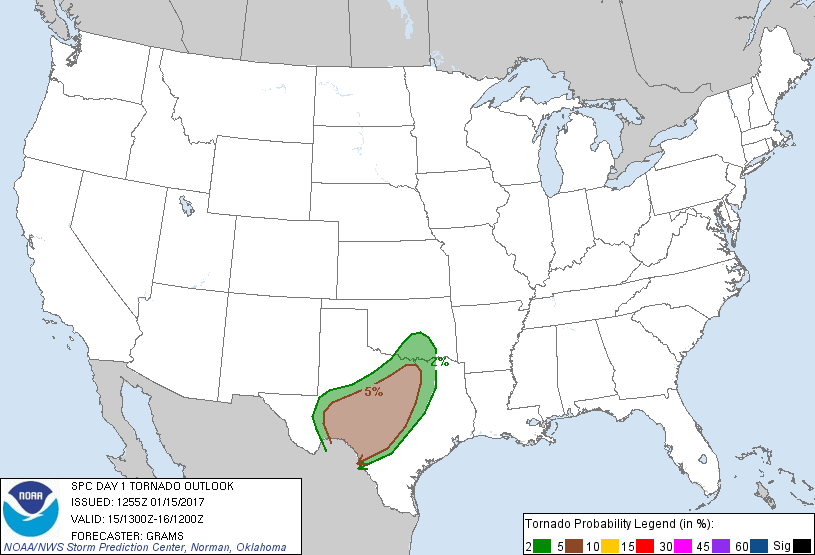 2%
5%
NOAA
SPC DAY 1 TORNADO OUTLOOK
ISSUED: 1255Z 01/15/2017
VALID: 15/1300Z-16/1200Z
FORECASTER: GRAMS
NOAA/NWS Storm Prediction Center, Norman, Oklahoma
Tornado Probability Legend (in %):
2 5 10 15 30 45 60 Sig